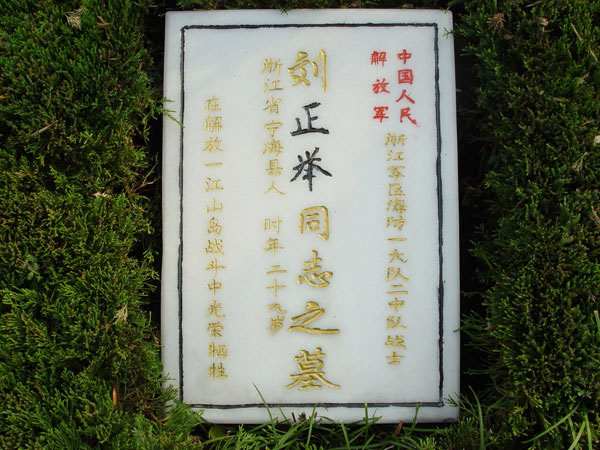 中国人民
解放军
浙江军区海防一大队二中队战士
刘正举同志之墓
浙江省宁海县人 时年二十九岁
在解放一江山岛战斗中光荣牺牲